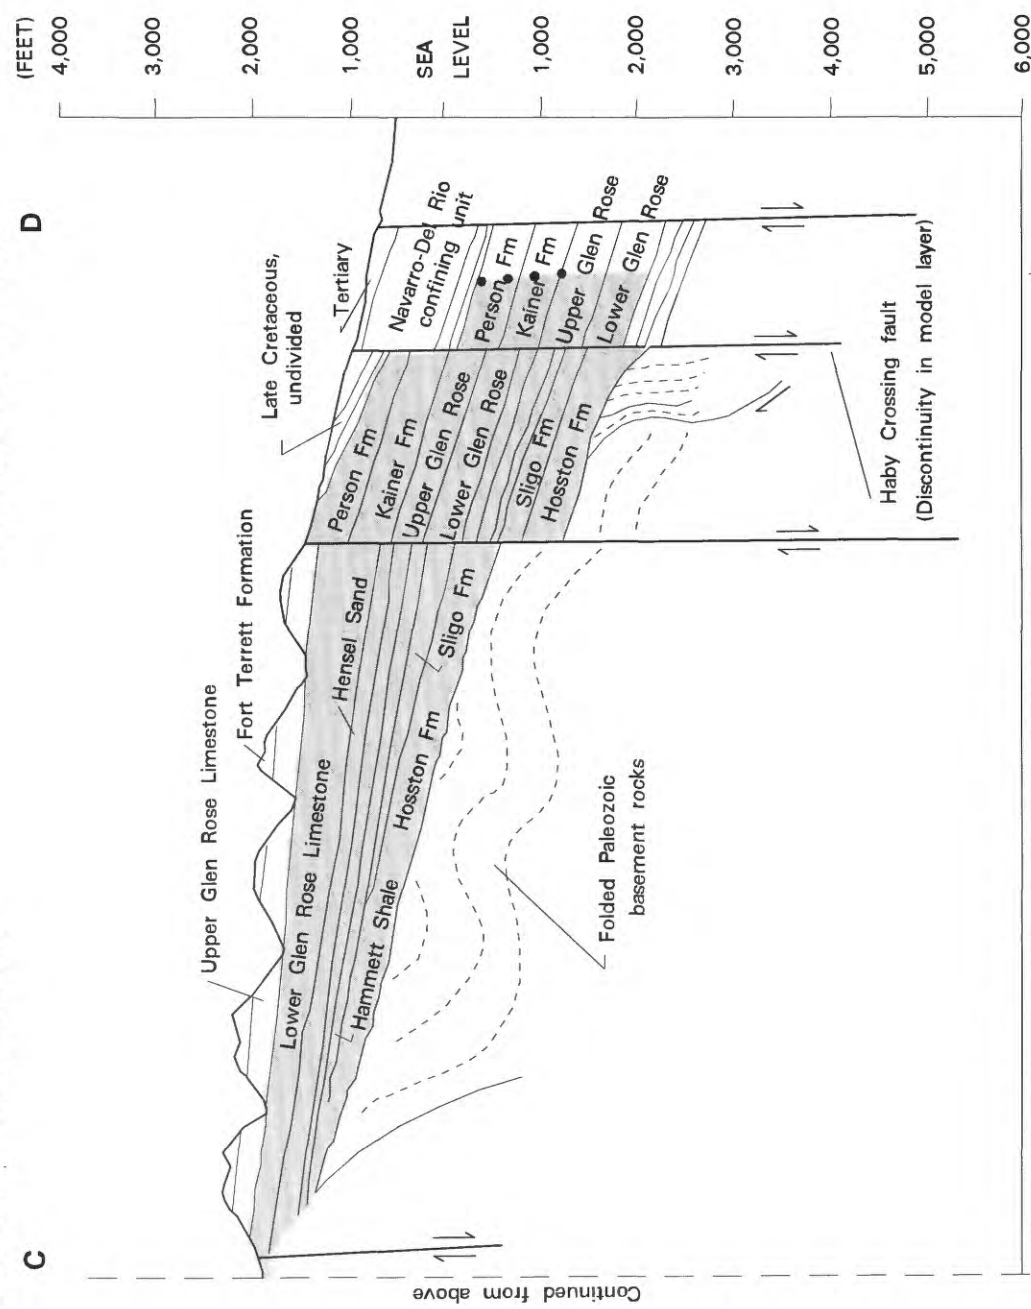 C
D
(FEET)
4,000
3,000
2,000
1,000
SEA
LEVEL
1,000
2,000
3,000
4,000
5,000
6,000
Continued from above
Upper Glen Rose Limestone
Fort Terrett Formation
Late Cretaceous,
undivided
Tertiary
Navarro-Del Rio
confining unit
Lower Glen Rose Limestone
Hensel Sand
Hammett Shale
Hosston Fm
Sligo Fm
Person Fm
Kainer Fm
Upper Glen Rose
Lower Glen Rose
Sligo Fm
Hosston Fm
Person Fm
Kainer Fm
Upper Glen Rose
Lower Glen Rose
Folded Paleozoic
basement rocks
Haby Crossing fault
(Discontinuity in model layer)